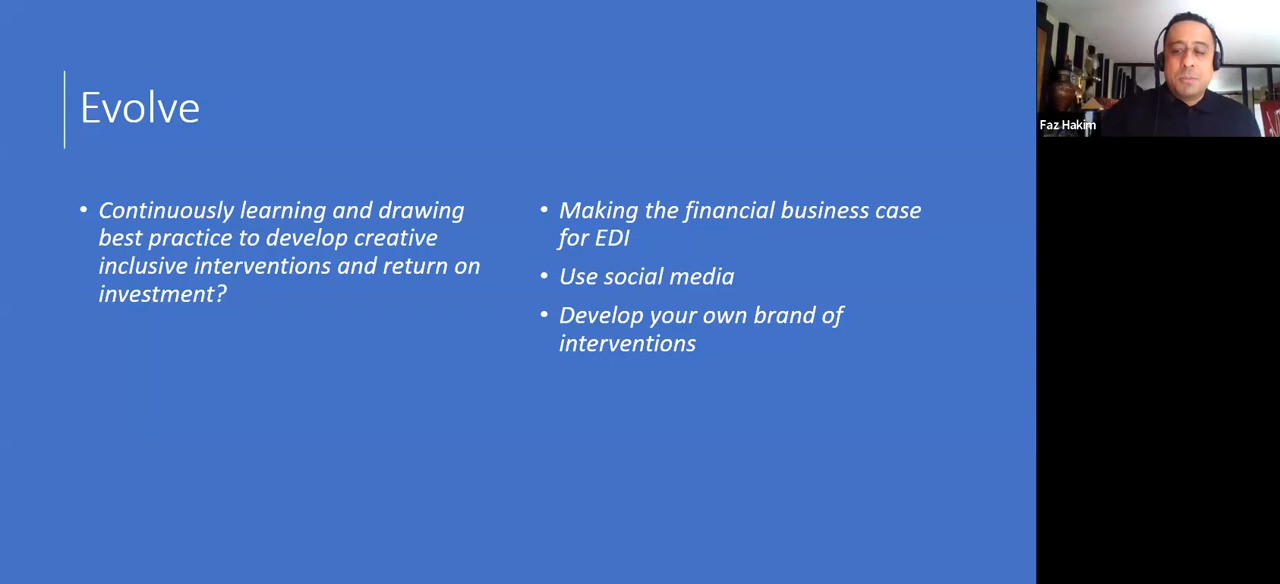 Evolve
• Continuously learning and drawing
best practice to develop creative
inclusive interventions and return on
investment?
• Making the financial business case
for EDI
• Use social media
• Develop your own brand of
interventions
Faz Hakim